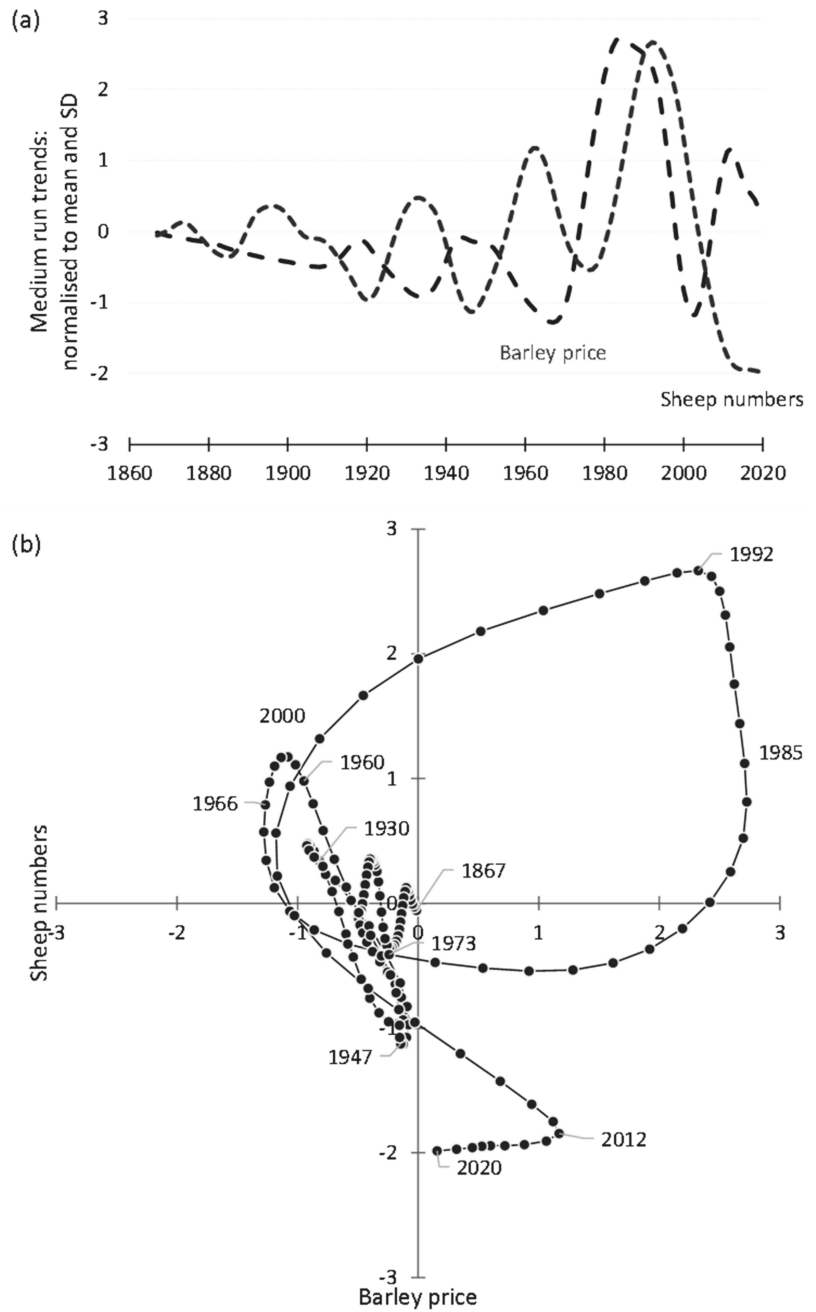 (a)
3
2
1
0
-1
-2
-3
Medium run trends:
normalised to mean and SD
Barley price
Sheep numbers
1860 1880 1900 1920 1940 1960 1980 2000 2020
(b)
3
1992
2
2000
1960
1985
1
1966
1930
1867
-3 -2 -1 0 0 1 2 3
Sheep numbers
1973
-1
1947
2012
-2
2020
-3
Barley price